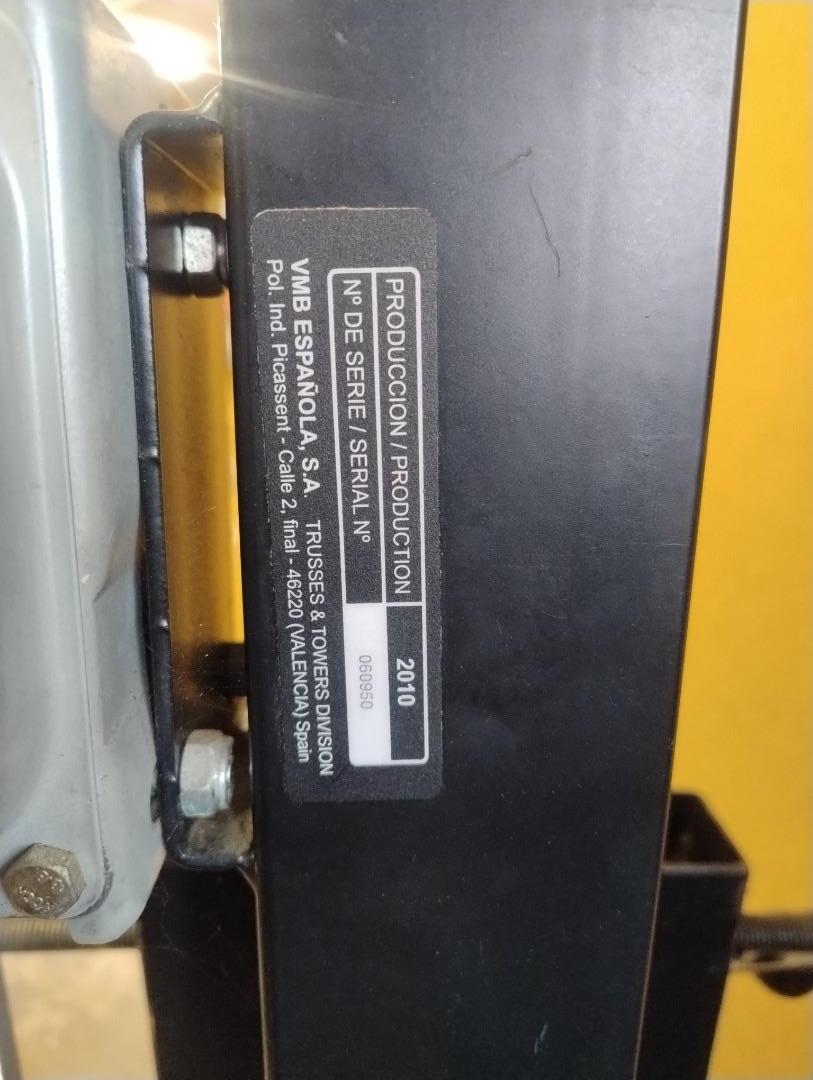 PRODUCCION / PRODUCTION 2010
Nº DE SERIE / SERIAL Nº 060950
VMB ESPAÑOLA, S.A. TRUSSES & TOWERS DIVISION
Pol. Ind. Picassent - Calle 2, final - 46220 (VALENCIA) Spain